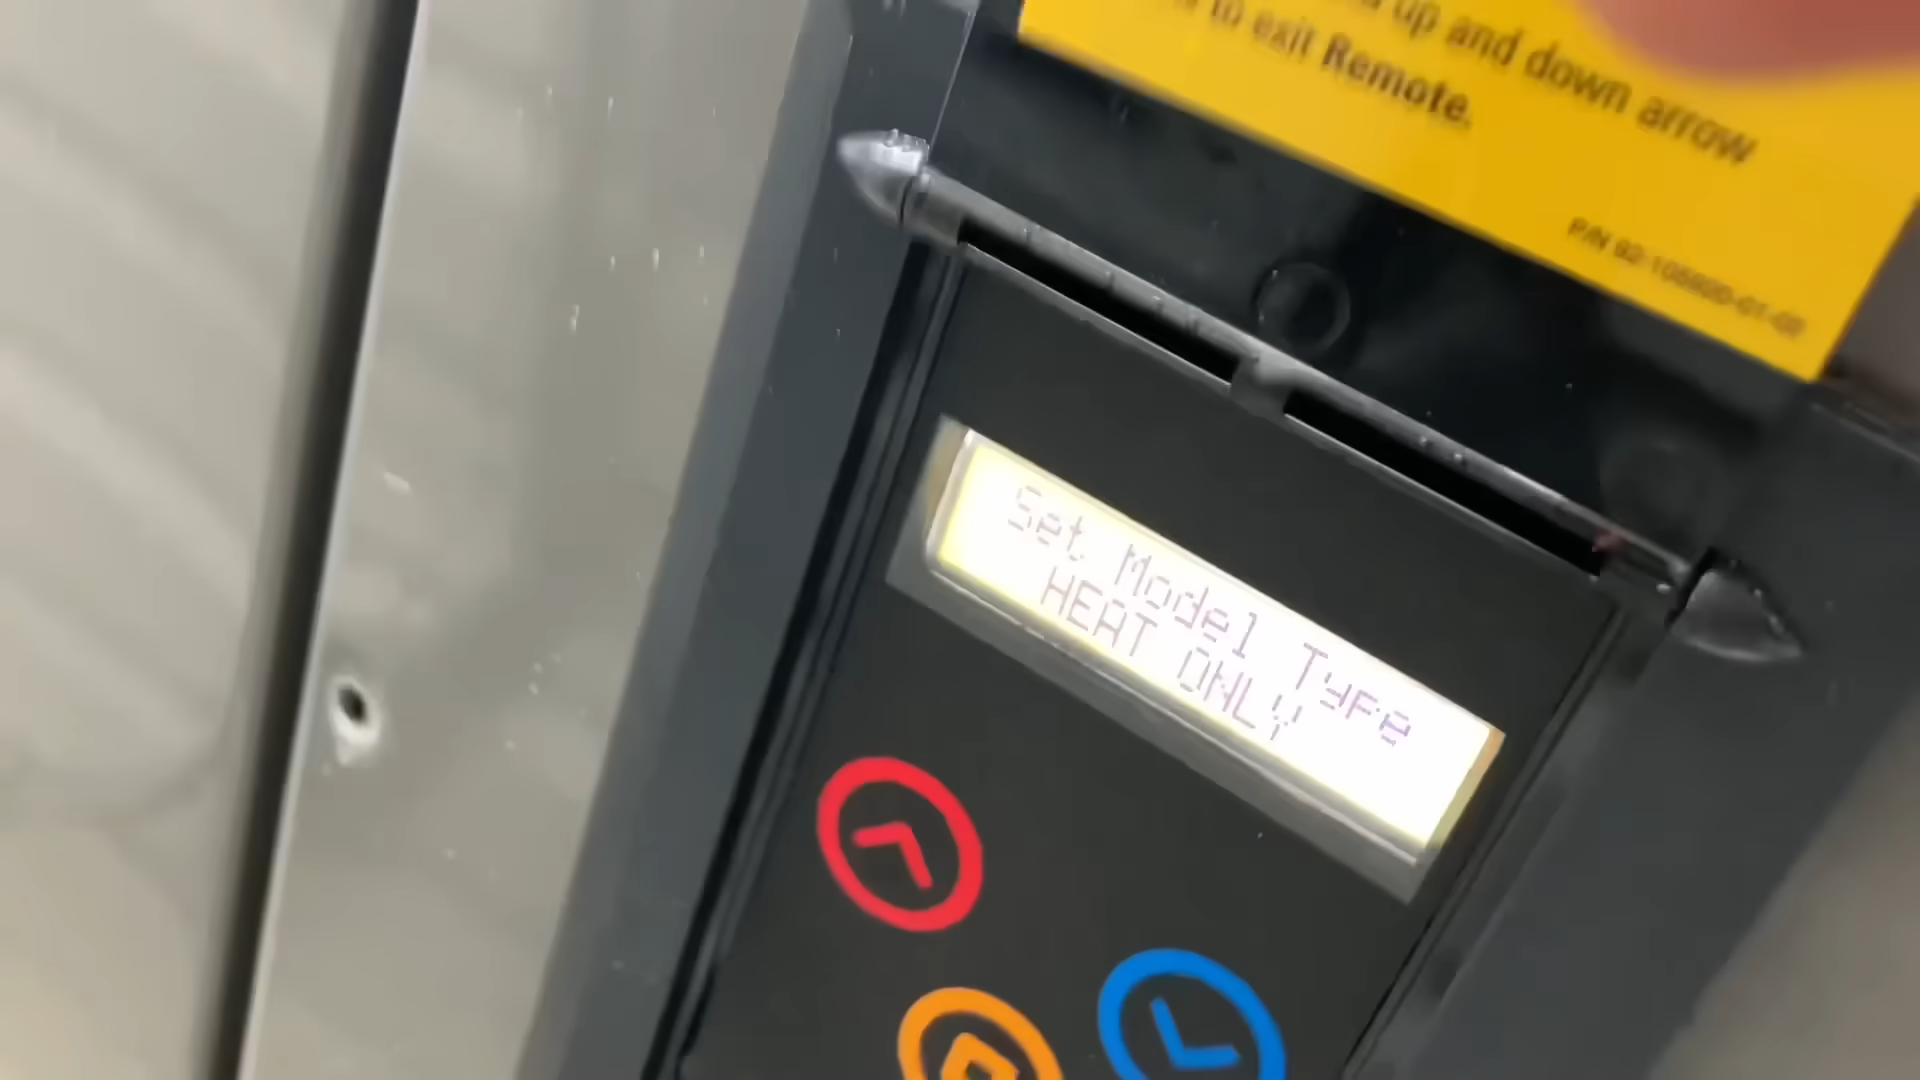 up and down arrow
to exit Remote.
Set Model Type
HEAT ONLY